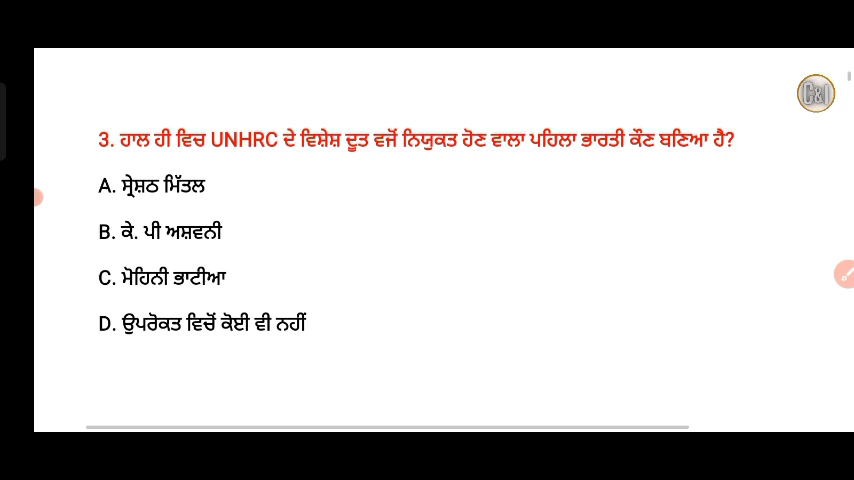 C&I
3. ਹਾਲ ਹੀ ਵਿਚ UNHRC ਦੇ ਵਿਸ਼ੇਸ਼ ਦੂਤ ਵਜੋਂ ਨਿਯੁਕਤ ਹੋਣ ਵਾਲਾ ਪਹਿਲਾ ਭਾਰਤੀ ਕੌਣ ਬਣਿਆ ਹੈ?
A. ਸ੍ਰੇਸ਼ਠ ਮਿੱਤਲ
B. ਕੇ. ਪੀ ਅਸ਼ਵਨੀ
C. ਮੋਹਿਨੀ ਭਾਟੀਆ
D. ਉਪਰੋਕਤ ਵਿਚੋਂ ਕੋਈ ਵੀ ਨਹੀਂ